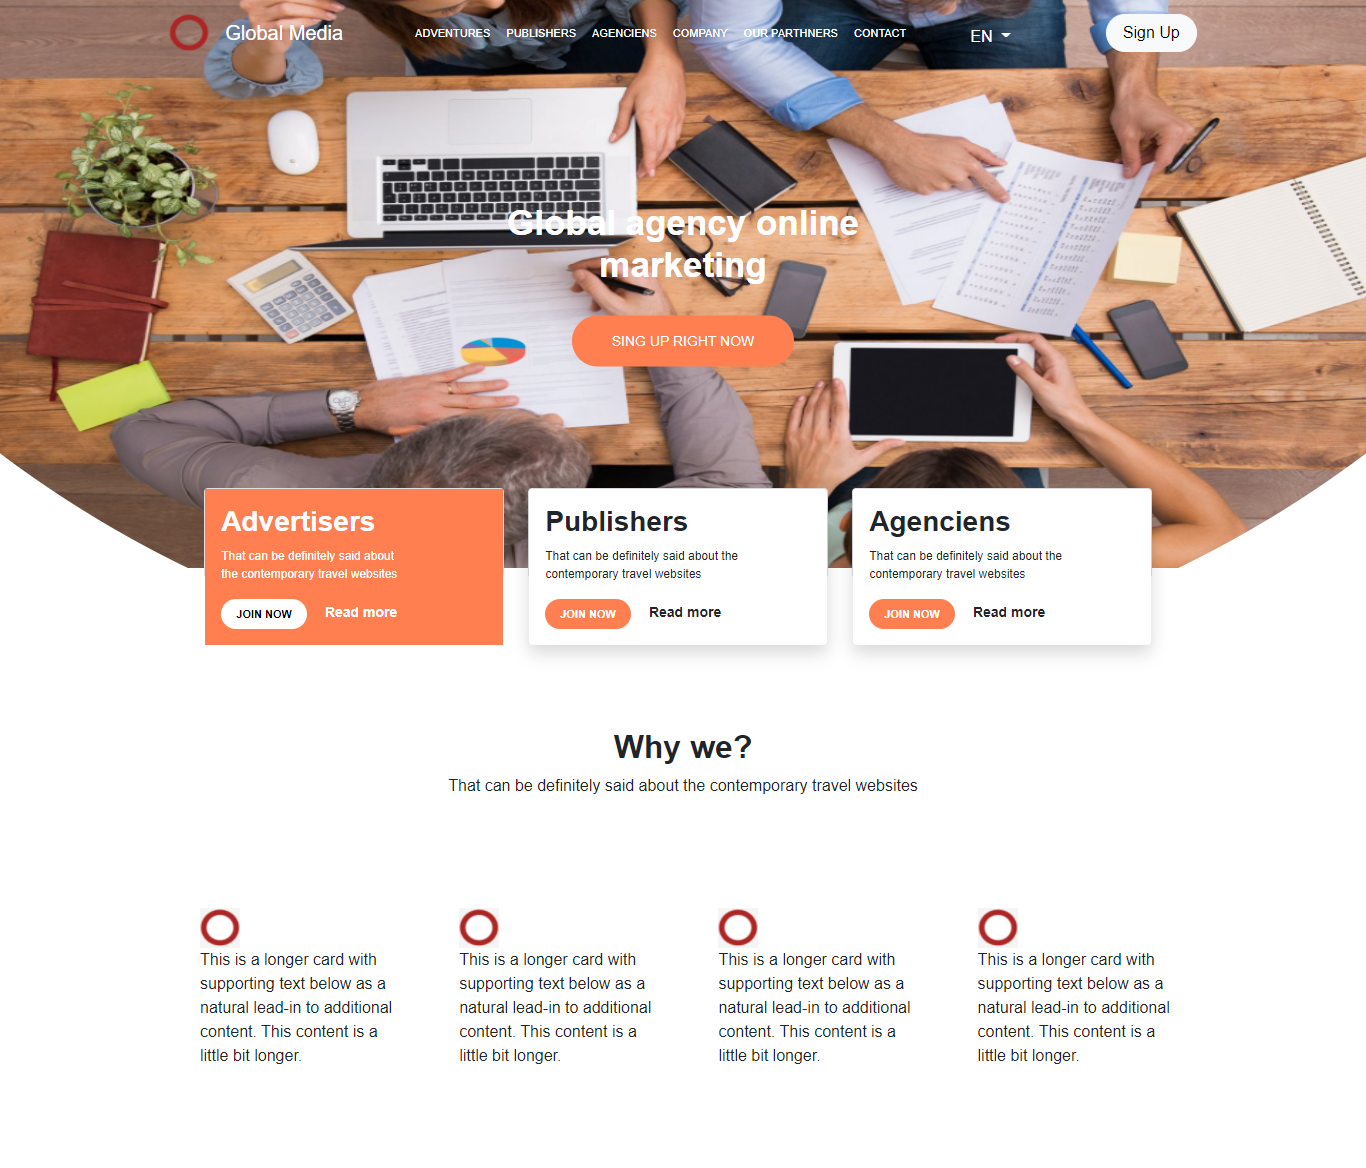 Global Media
ADVENTURES PUBLISHERS AGENCIENS COMPANY OUR PARTHNERS CONTACT
EN
Sign Up
Global agency online
marketing
SING UP RIGHT NOW
Advertisers
That can be definitely said about
the contemporary travel websites
JOIN NOW Read more
Publishers
That can be definitely said about the
contemporary travel websites
JOIN NOW Read more
Agenciens
That can be definitely said about the
contemporary travel websites
JOIN NOW Read more
Why we?
That can be definitely said about the contemporary travel websites
This is a longer card with
supporting text below as a
natural lead-in to additional
content. This content is a
little bit longer.
This is a longer card with
supporting text below as a
natural lead-in to additional
content. This content is a
little bit longer.
This is a longer card with
supporting text below as a
natural lead-in to additional
content. This content is a
little bit longer.
This is a longer card with
supporting text below as a
natural lead-in to additional
content. This content is a
little bit longer.